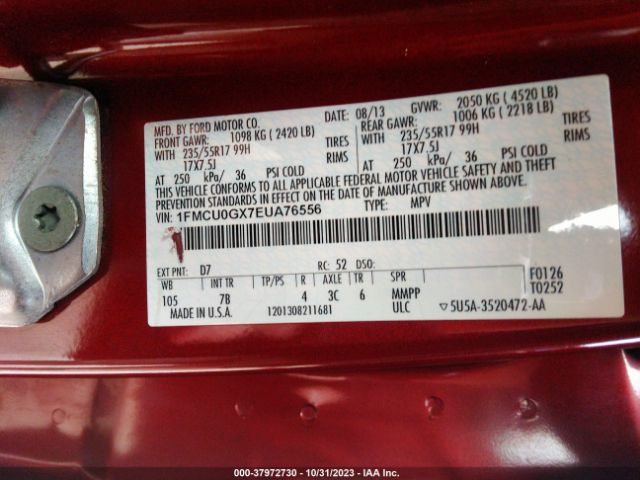 MFD. BY FORD MOTOR CO. DATE: 08/13 GVWR: 2050 KG ( 4520 LB)
FRONT GAWR: 1098 KG ( 2420 LB) REAR GAWR: 1006 KG ( 2218 LB)
WITH 235/55R17 99H TIRES WITH 235/55R17 99H TIRES
17X7.5J RIMS 17X7.5J RIMS
AT 250 kPa/ 36 PSI COLD AT 250 kPa/ 36 PSI COLD
THIS VEHICLE CONFORMS TO ALL APPLICABLE FEDERAL MOTOR VEHICLE SAFETY AND THEFT
PREVENTION STANDARDS IN EFFECT ON THE DATE OF MANUFACTURE SHOWN ABOVE.
VIN: 1FMCU0GX7EUA76556 TYPE: MPV
EXT PNT: D7 RC: 52 DSO: F0126
WB INT TR TP/PS R AXLE TR SPR T0252
105 7B 4 3C 6 MMPP
MADE IN U.S.A. 1201308211681 ULC ▽5U5A-3520472-AA
000-37972730 - 10/31/2023 - IAA Inc.